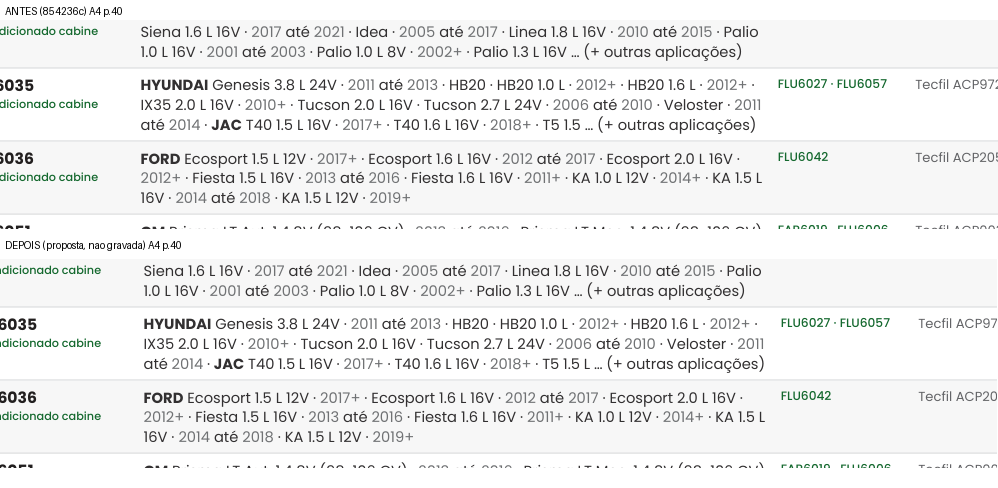 ANTES (854236c) A4 p.40
dicionado cabine Siena 1.6 L 16V · 2017 até 2021 · Idea · 2005 até 2017 · Linea 1.8 L 16V · 2010 até 2015 · Palio
1.0 L 16V · 2001 até 2003 · Palio 1.0 L 8V · 2002+ · Palio 1.3 L 16V ... (+ outras aplicações)
6035 HYUNDAI Genesis 3.8 L 24V · 2011 até 2013 · HB20 · HB20 1.0 L · 2012+ · HB20 1.6 L · 2012+ · FLU6027 · FLU6057 Tecfil ACP972
dicionado cabine IX35 2.0 L 16V · 2010+ · Tucson 2.0 L 16V · Tucson 2.7 L 24V · 2006 até 2010 · Veloster · 2011
até 2014 · JAC T40 1.5 L 16V · 2017+ · T40 1.6 L 16V · 2018+ · T5 1.5 ... (+ outras aplicações)
6036 FORD Ecosport 1.5 L 12V · 2017+ · Ecosport 1.6 L 16V · 2012 até 2017 · Ecosport 2.0 L 16V · FLU6042 Tecfil ACP205
dicionado cabine 2012+ · Fiesta 1.5 L 16V · 2013 até 2016 · Fiesta 1.6 L 16V · 2011+ · KA 1.0 L 12V · 2014+ · KA 1.5 L
16V · 2014 até 2018 · KA 1.5 L 12V · 2019+
DEPOIS (proposta, nao gravada) A4 p.40
ndicionado cabine Siena 1.6 L 16V · 2017 até 2021 · Idea · 2005 até 2017 · Linea 1.8 L 16V · 2010 até 2015 · Palio
1.0 L 16V · 2001 até 2003 · Palio 1.0 L 8V · 2002+ · Palio 1.3 L 16V ... (+ outras aplicações)
6035 HYUNDAI Genesis 3.8 L 24V · 2011 até 2013 · HB20 · HB20 1.0 L · 2012+ · HB20 1.6 L · 2012+ · FLU6027 · FLU6057 Tecfil ACP97
ndicionado cabine IX35 2.0 L 16V · 2010+ · Tucson 2.0 L 16V · Tucson 2.7 L 24V · 2006 até 2010 · Veloster · 2011
até 2014 · JAC T40 1.5 L 16V · 2017+ · T40 1.6 L 16V · 2018+ · T5 1.5 L ... (+ outras aplicações)
6036 FORD Ecosport 1.5 L 12V · 2017+ · Ecosport 1.6 L 16V · 2012 até 2017 · Ecosport 2.0 L 16V · FLU6042 Tecfil ACP20
ndicionado cabine 2012+ · Fiesta 1.5 L 16V · 2013 até 2016 · Fiesta 1.6 L 16V · 2011+ · KA 1.0 L 12V · 2014+ · KA 1.5 L
16V · 2014 até 2018 · KA 1.5 L 12V · 2019+